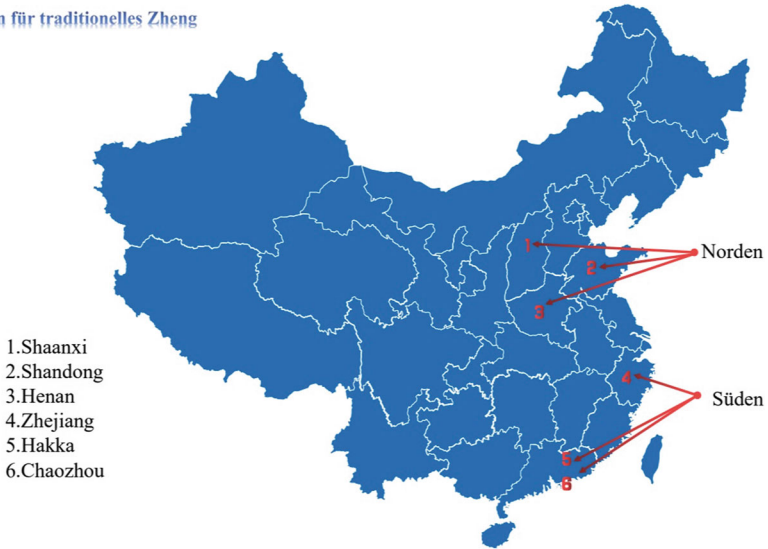 für traditionelles Zheng
1
2
Norden
3
1.Shaanxi
2.Shandong
3.Henan
4.Zhejiang
5.Hakka
6.Chaozhou
4
Süden
5
6